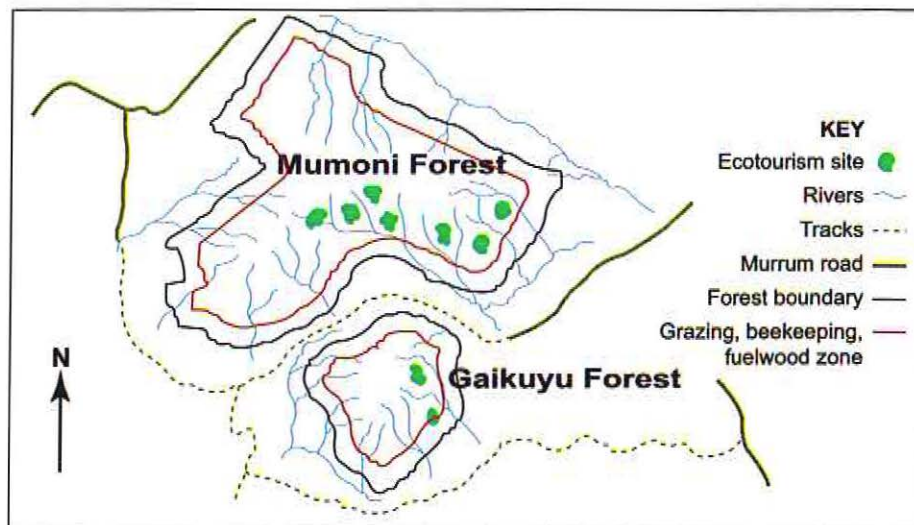 KEY
Mumoni Forest
Ecotourism site
Rivers
Tracks
Murrum road
Forest boundary
Grazing, beekeeping,
fuelwood zone
N
Gaikuyu Forest